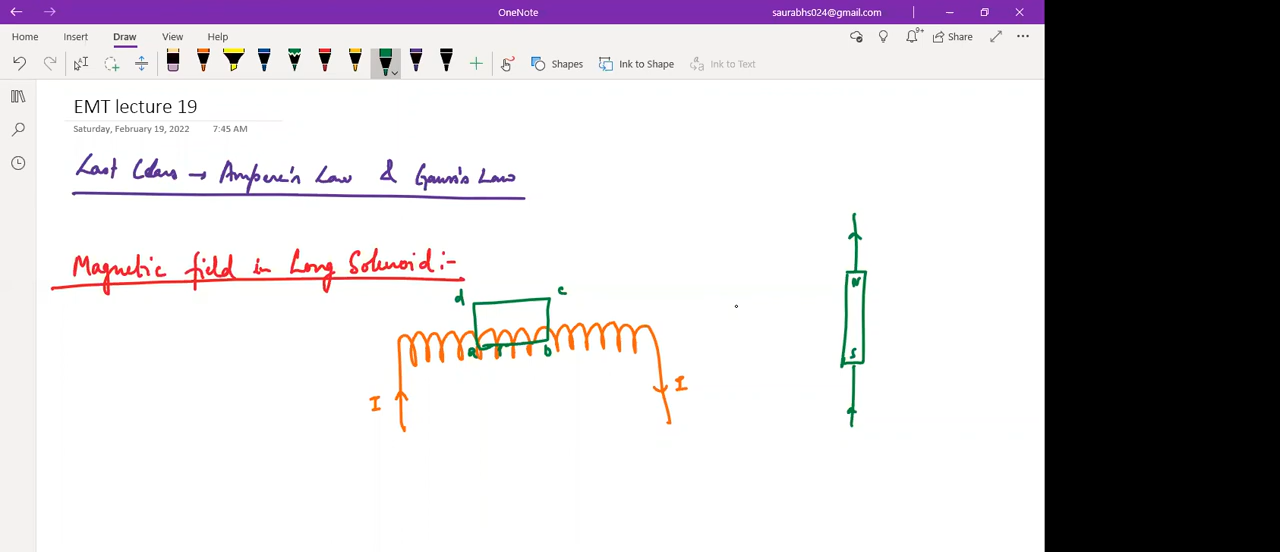 OneNote
saurabhs024@gmail.com
Home Insert Draw View Help
9+ Share
Shapes Ink to Shape Ink to Text
EMT lecture 19
Saturday, February 19, 2022 7:45 AM
Last Class → Ampere's Law & Gauss's Law
Magnetic field in Long Solenoid:-
d c
a b
I I
N
S